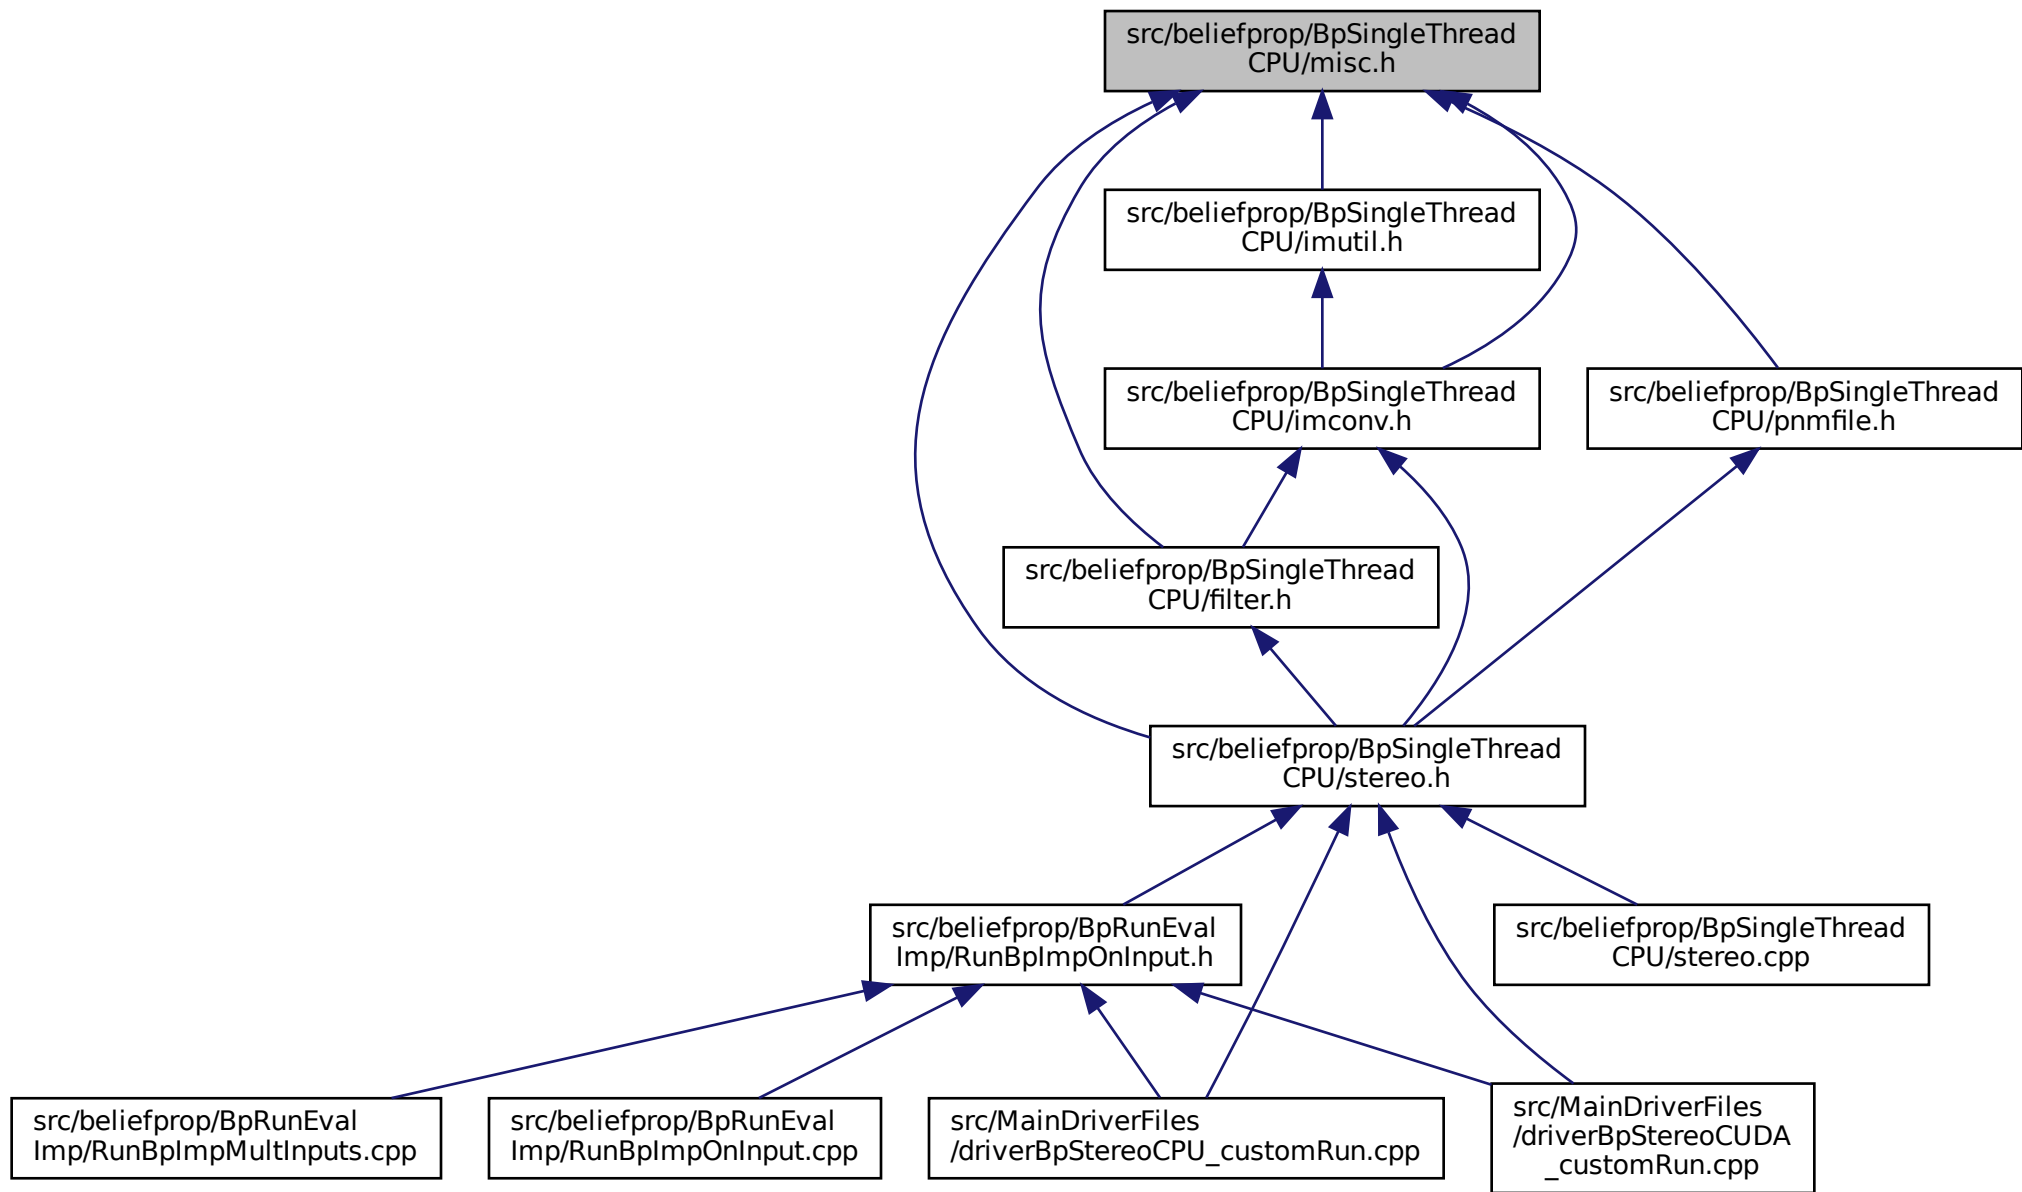 src/beliefprop/BpSingleThread
CPU/misc.h
src/beliefprop/BpSingleThread
CPU/imutil.h
src/beliefprop/BpSingleThread
CPU/imconv.h
src/beliefprop/BpSingleThread
CPU/pnmfile.h
src/beliefprop/BpSingleThread
CPU/filter.h
src/beliefprop/BpSingleThread
CPU/stereo.h
src/beliefprop/BpRunEval
Imp/RunBpImpOnInput.h
src/beliefprop/BpSingleThread
CPU/stereo.cpp
src/beliefprop/BpRunEval
Imp/RunBpImpMultInputs.cpp
src/beliefprop/BpRunEval
Imp/RunBpImpOnInput.cpp
src/MainDriverFiles
/driverBpStereoCPU_customRun.cpp
src/MainDriverFiles
/driverBpStereoCUDA
_customRun.cpp